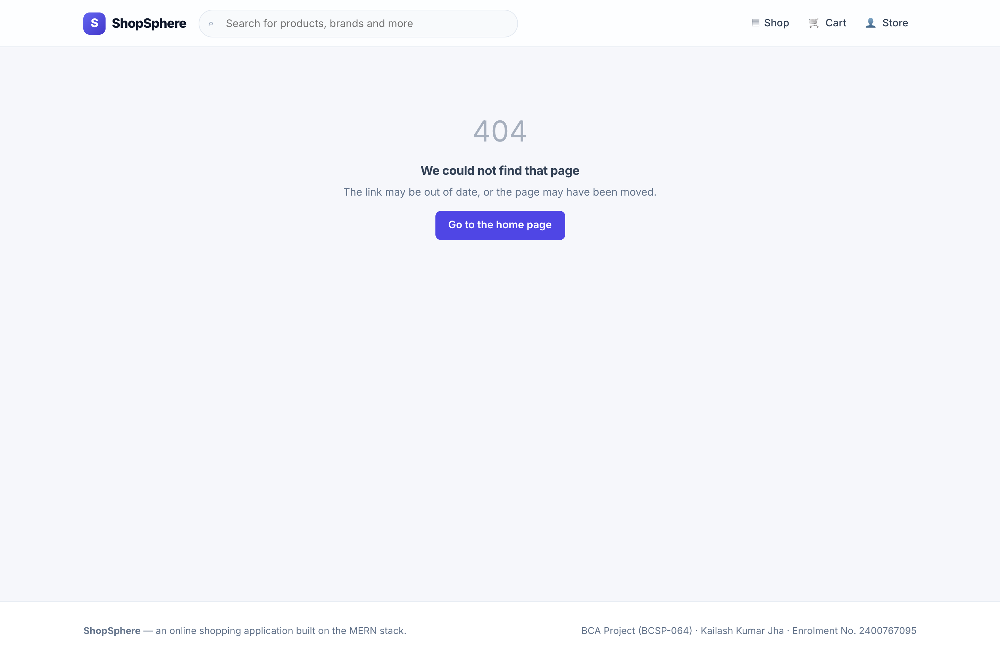 S ShopSphere
Search for products, brands and more
Shop
Cart
Store
404
We could not find that page
The link may be out of date, or the page may have been moved.
Go to the home page
ShopSphere — an online shopping application built on the MERN stack.
BCA Project (BCSP-064) · Kailash Kumar Jha · Enrolment No. 2400767095